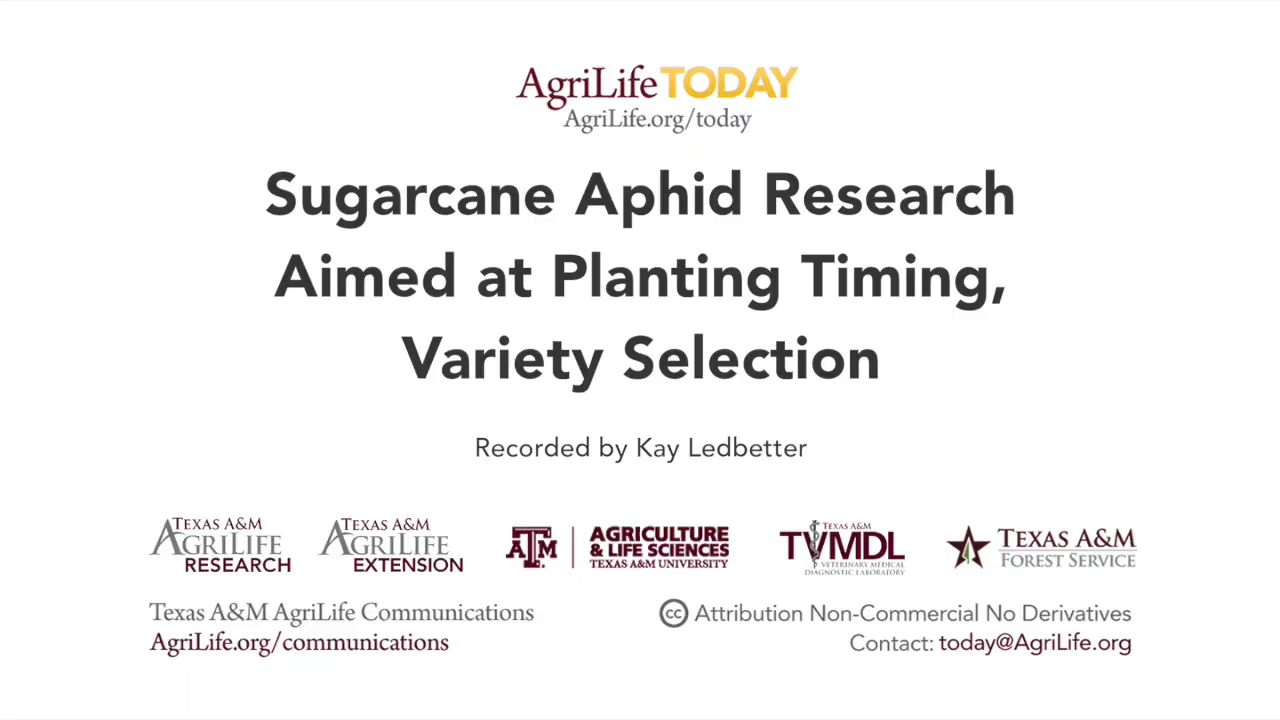 AgriLife TODAY
AgriLife.org/today
Sugarcane Aphid Research
Aimed at Planting Timing,
Variety Selection
Recorded by Kay Ledbetter
TEXAS A&M
AGRILIFE
RESEARCH
TEXAS A&M
AGRILIFE
EXTENSION
ATM
AGRICULTURE
& LIFE SCIENCES
TEXAS A&M UNIVERSITY
TEXAS A&M
TVMDL
VETERINARY MEDICAL
DIAGNOSTIC LABORATORY
TEXAS A&M
FOREST SERVICE
Texas A&M AgriLife Communications
AgriLife.org/communications
cc Attribution Non-Commercial No Derivatives
Contact: today@AgriLife.org